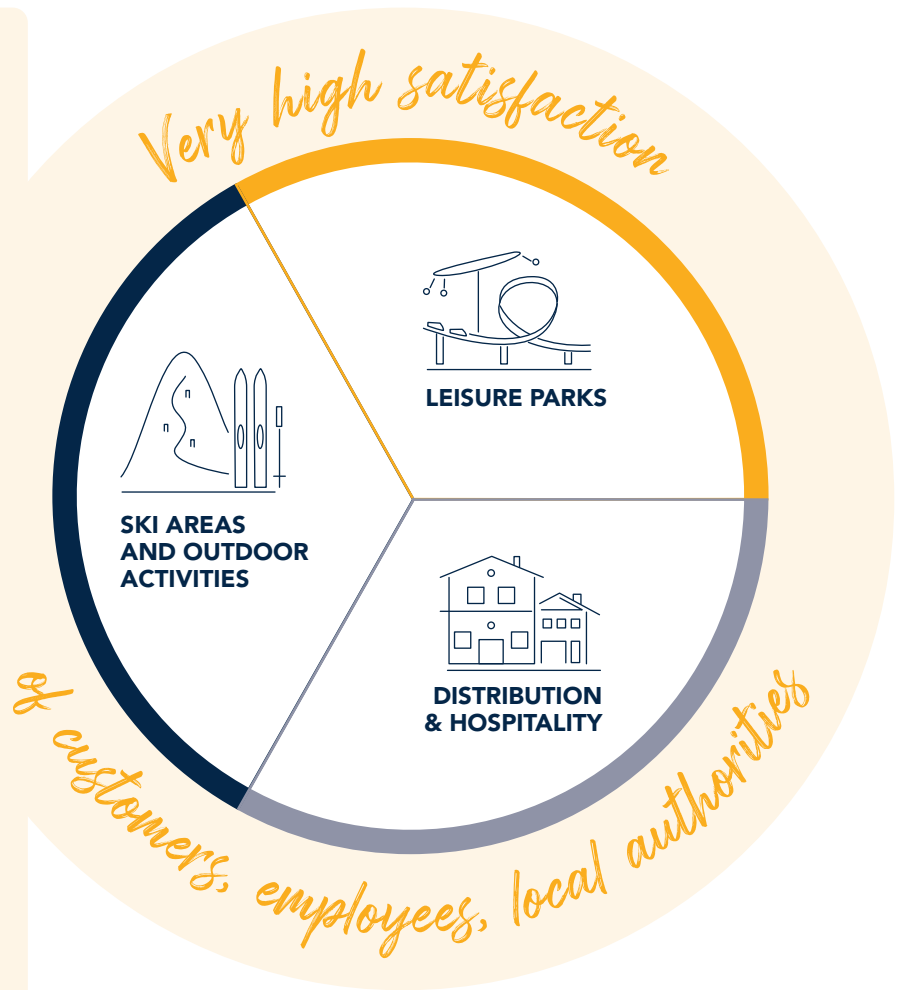 Very high satisfaction
LEISURE PARKS
SKI AREAS
AND OUTDOOR
ACTIVITIES
DISTRIBUTION
& HOSPITALITY
of customers, employees, local authorities